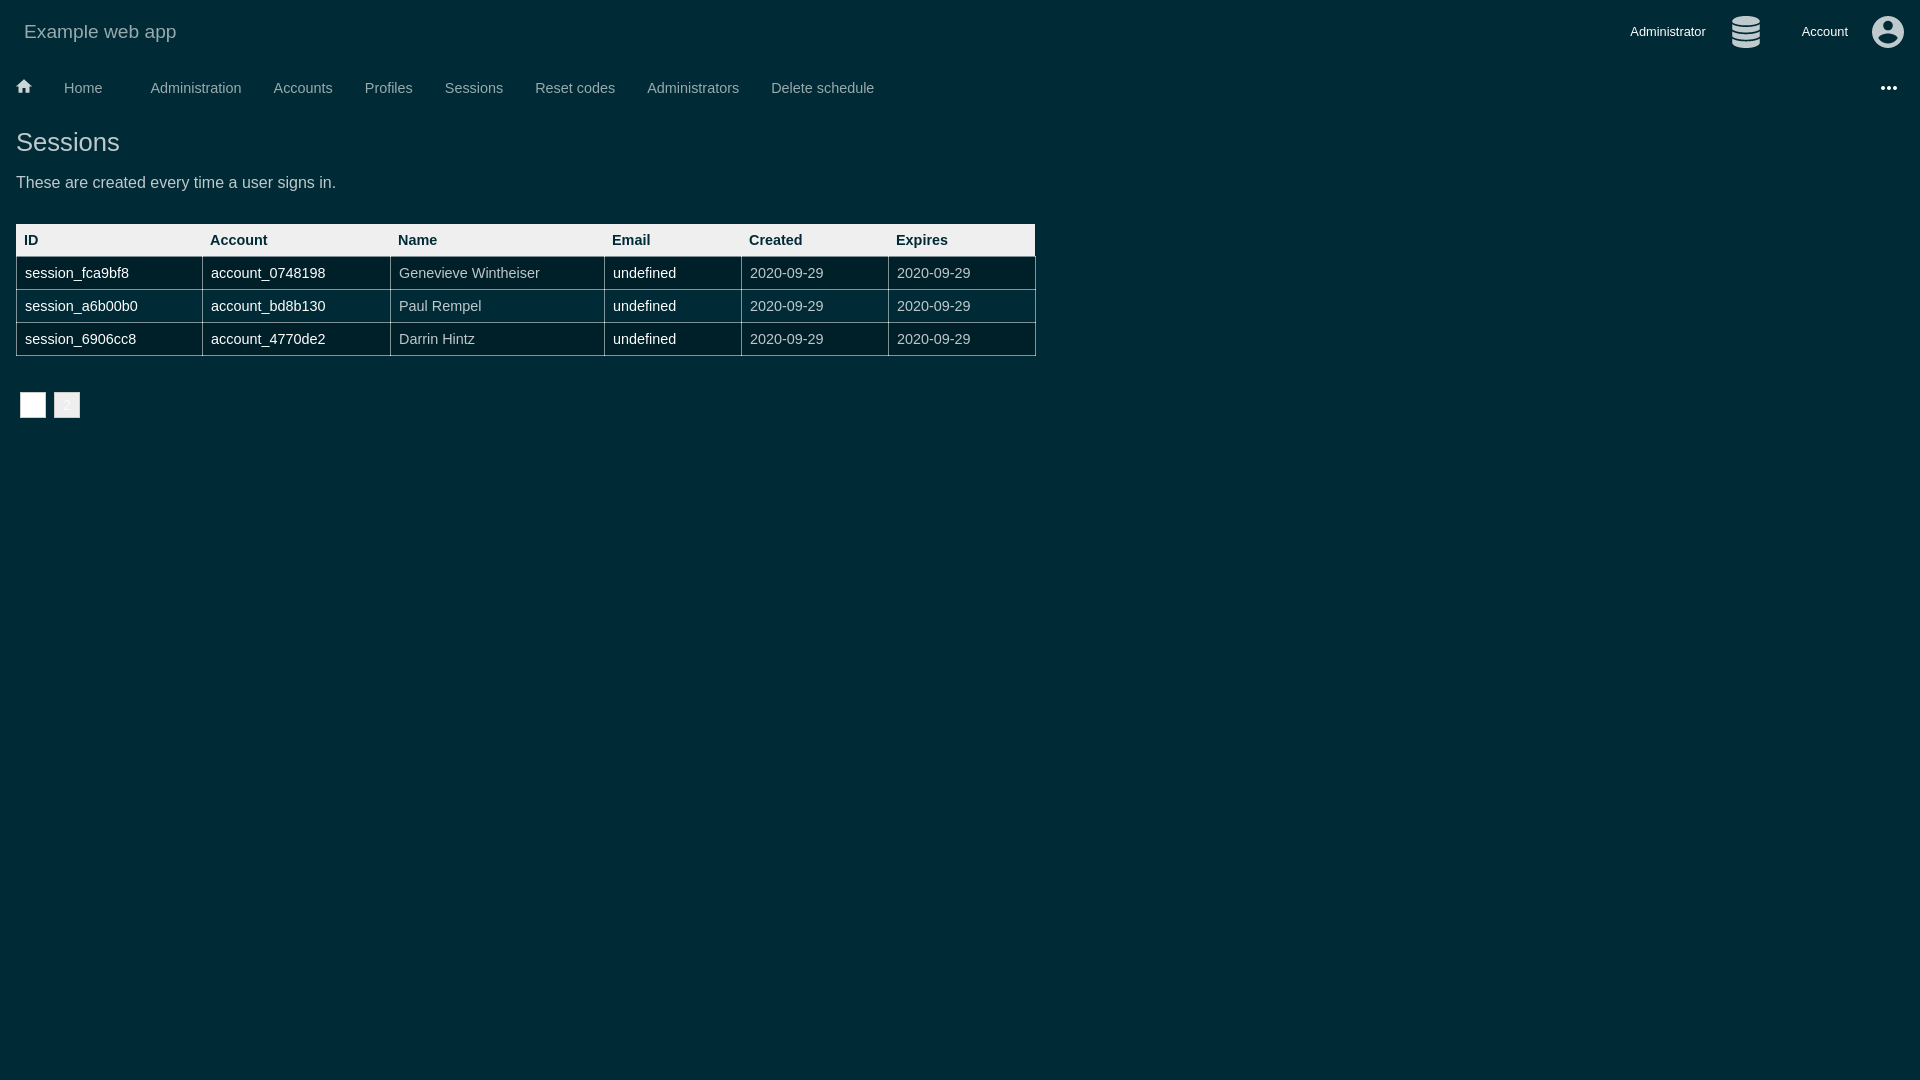 Example web app
Administrator Account
Home Administration Accounts Profiles Sessions Reset codes Administrators Delete schedule
Sessions
These are created every time a user signs in.
ID Account Name Email Created Expires
session_fca9bf8 account_0748198 Genevieve Wintheiser undefined 2020-09-29 2020-09-29
session_a6b00b0 account_bd8b130 Paul Rempel undefined 2020-09-29 2020-09-29
session_6906cc8 account_4770de2 Darrin Hintz undefined 2020-09-29 2020-09-29
2